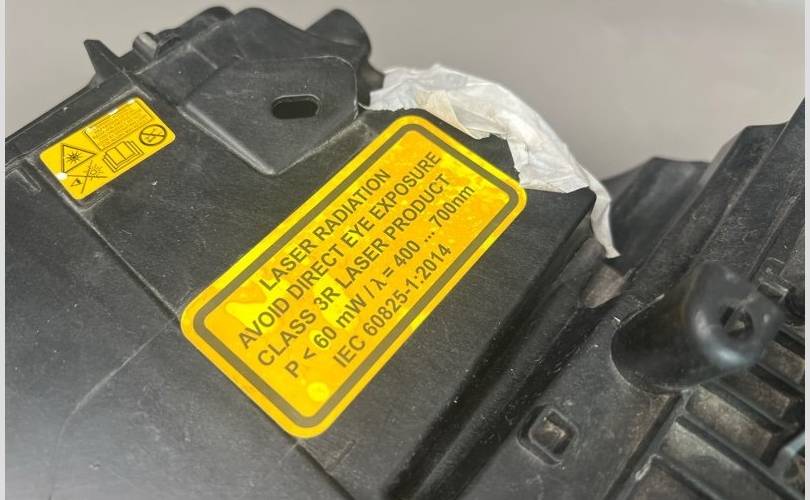 LASER RADIATION
AVOID DIRECT EYE EXPOSURE
CLASS 3R LASER PRODUCT
P < 60 mW / λ = 400 ... 700nm
IEC 60825-1:2014